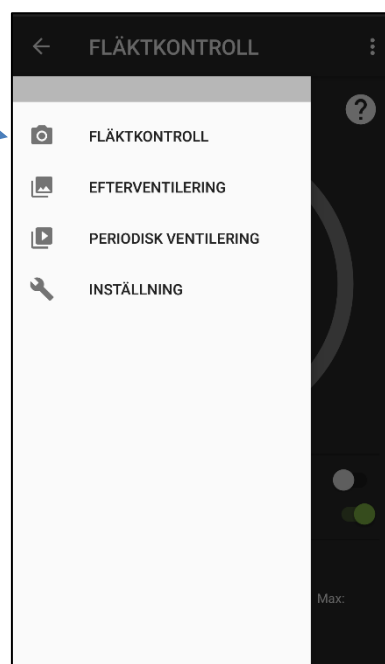 FLÄKTKONTROLL
?
FLÄKTKONTROLL
EFTERVENTILERING
PERIODISK VENTILERING
INSTÄLLNING
Max: